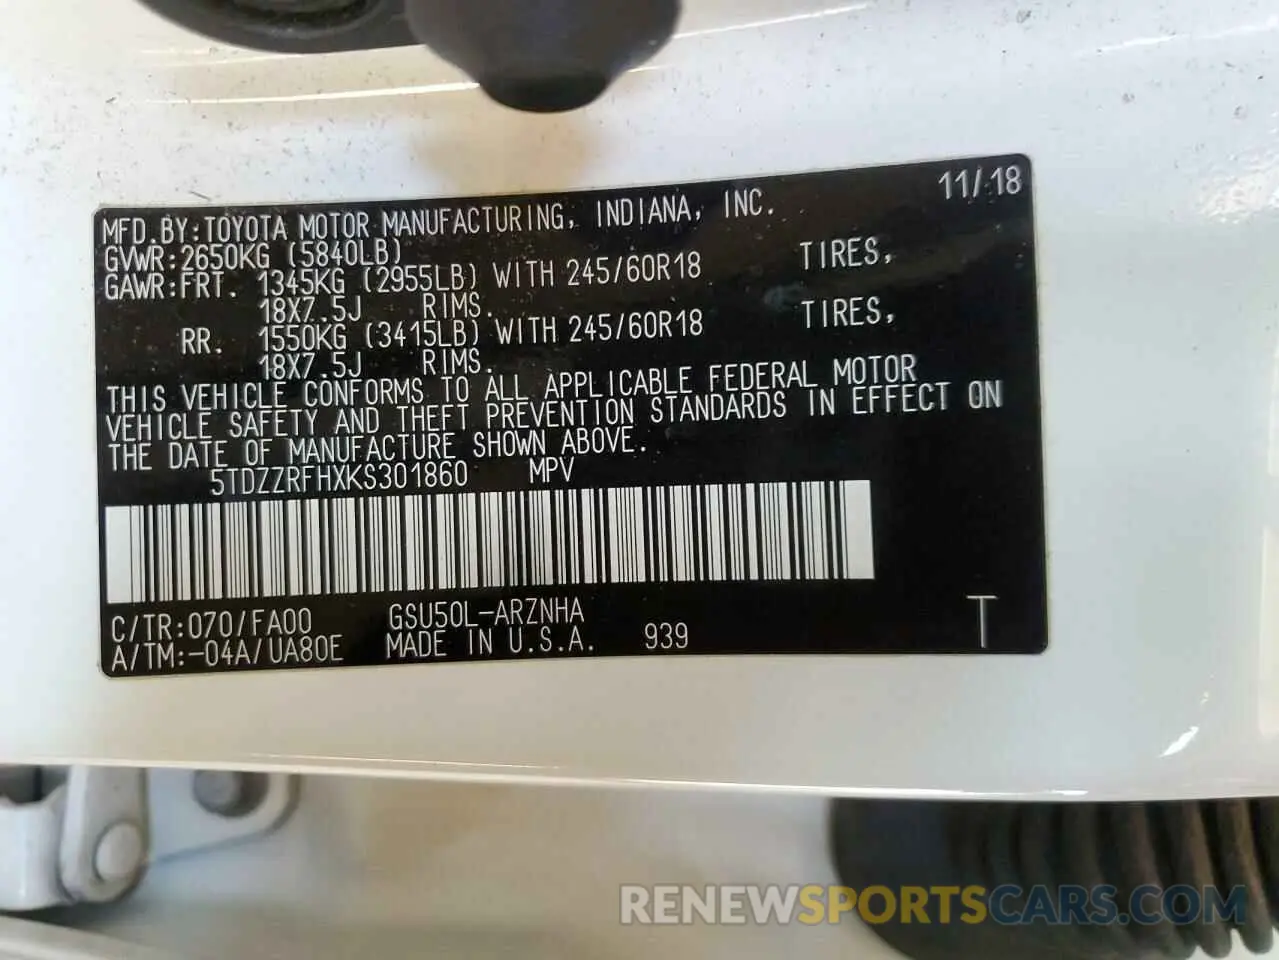 11/18
MFD.BY:TOYOTA MOTOR MANUFACTURING, INDIANA, INC.
GVWR:2650KG (5840LB)
GAWR:FRT. 1345KG (2955LB) WITH 245/60R18 TIRES,
18X7.5J RIMS.
RR. 1550KG (3415LB) WITH 245/60R18 TIRES,
18X7.5J RIMS.
THIS VEHICLE CONFORMS TO ALL APPLICABLE FEDERAL MOTOR
VEHICLE SAFETY AND THEFT PREVENTION STANDARDS IN EFFECT ON
THE DATE OF MANUFACTURE SHOWN ABOVE.
5TDZZRFHXKS301860 MPV
C/TR:070/FA00 GSU50L-ARZNHA
A/TM:-04A/UA80E MADE IN U.S.A. 939 T
RENEWSPORTSCARS.COM